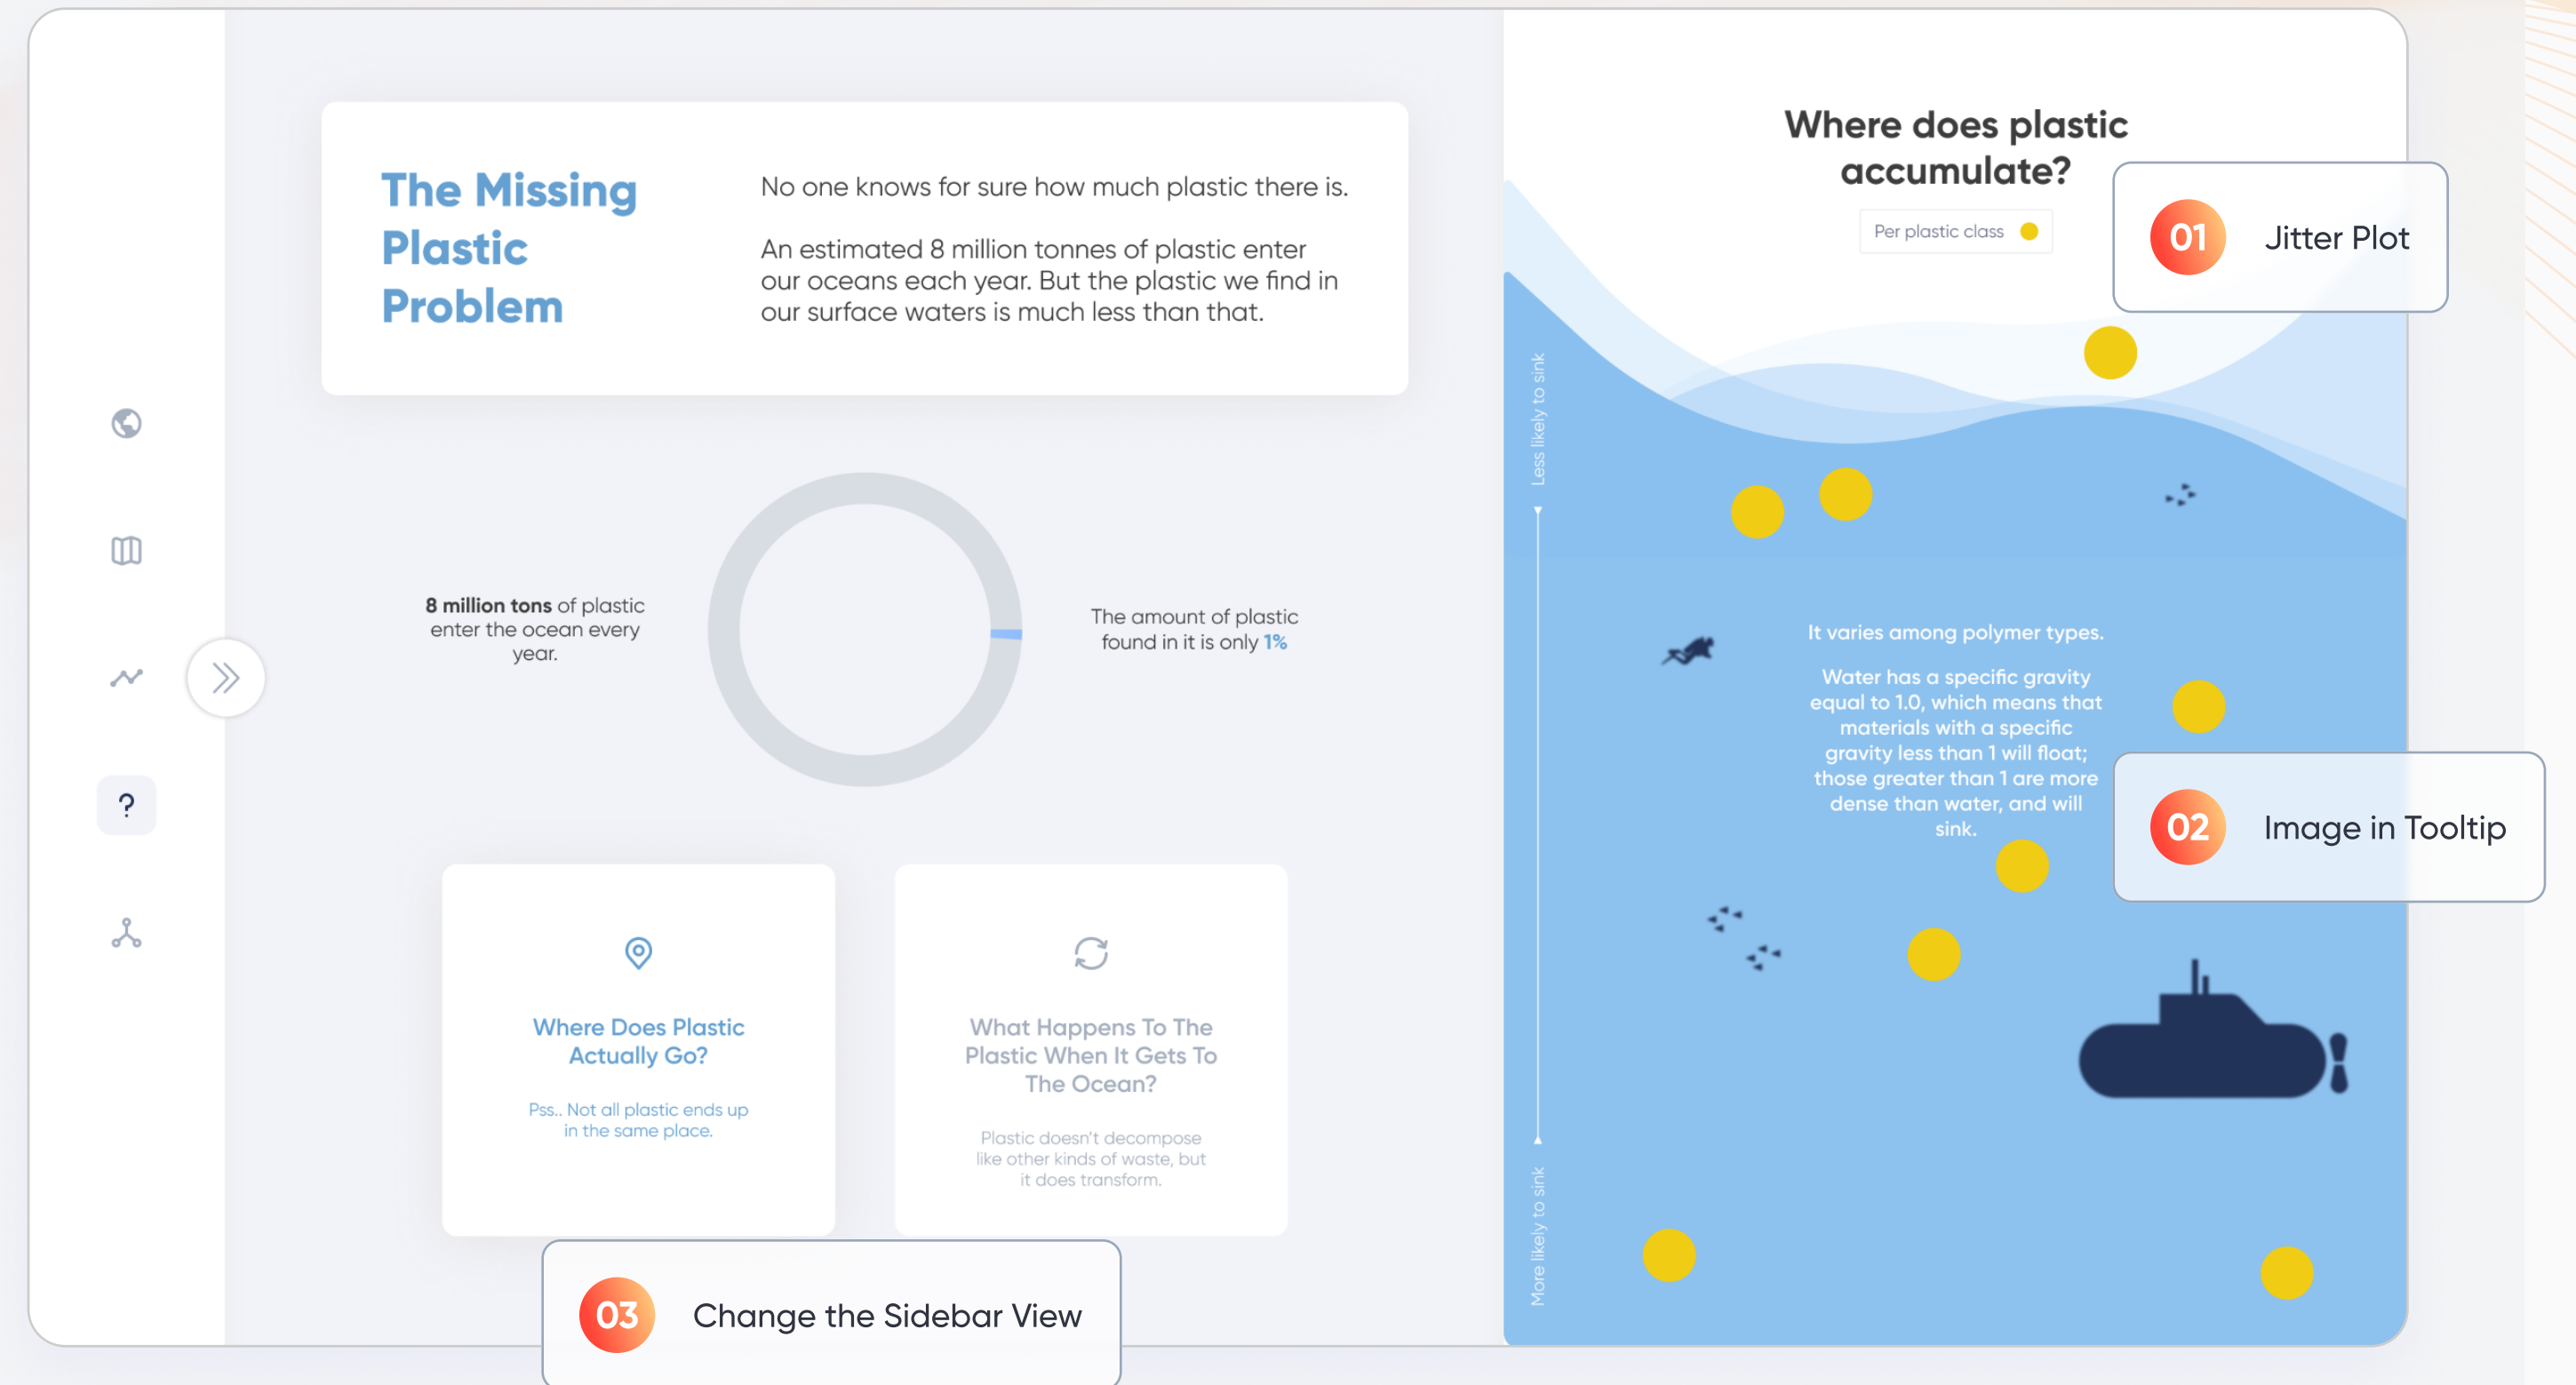 The Missing
Plastic
Problem
No one knows for sure how much plastic there is.
An estimated 8 million tonnes of plastic enter
our oceans each year. But the plastic we find in
our surface waters is much less than that.
8 million tons of plastic
enter the ocean every
year.
The amount of plastic
found in it is only 1%
?
Where Does Plastic
Actually Go?
Pss.. Not all plastic ends up
in the same place.
What Happens To The
Plastic When It Gets To
The Ocean?
Plastic doesn't decompose
like other kinds of waste, but
it does transform.
03 Change the Sidebar View
Where does plastic
accumulate?
Per plastic class
01 Jitter Plot
Less likely to sink
It varies among polymer types.
Water has a specific gravity
equal to 1.0, which means that
materials with a specific
gravity less than 1 will float;
those greater than 1 are more
dense than water, and will
sink.
02 Image in Tooltip
More likely to sink